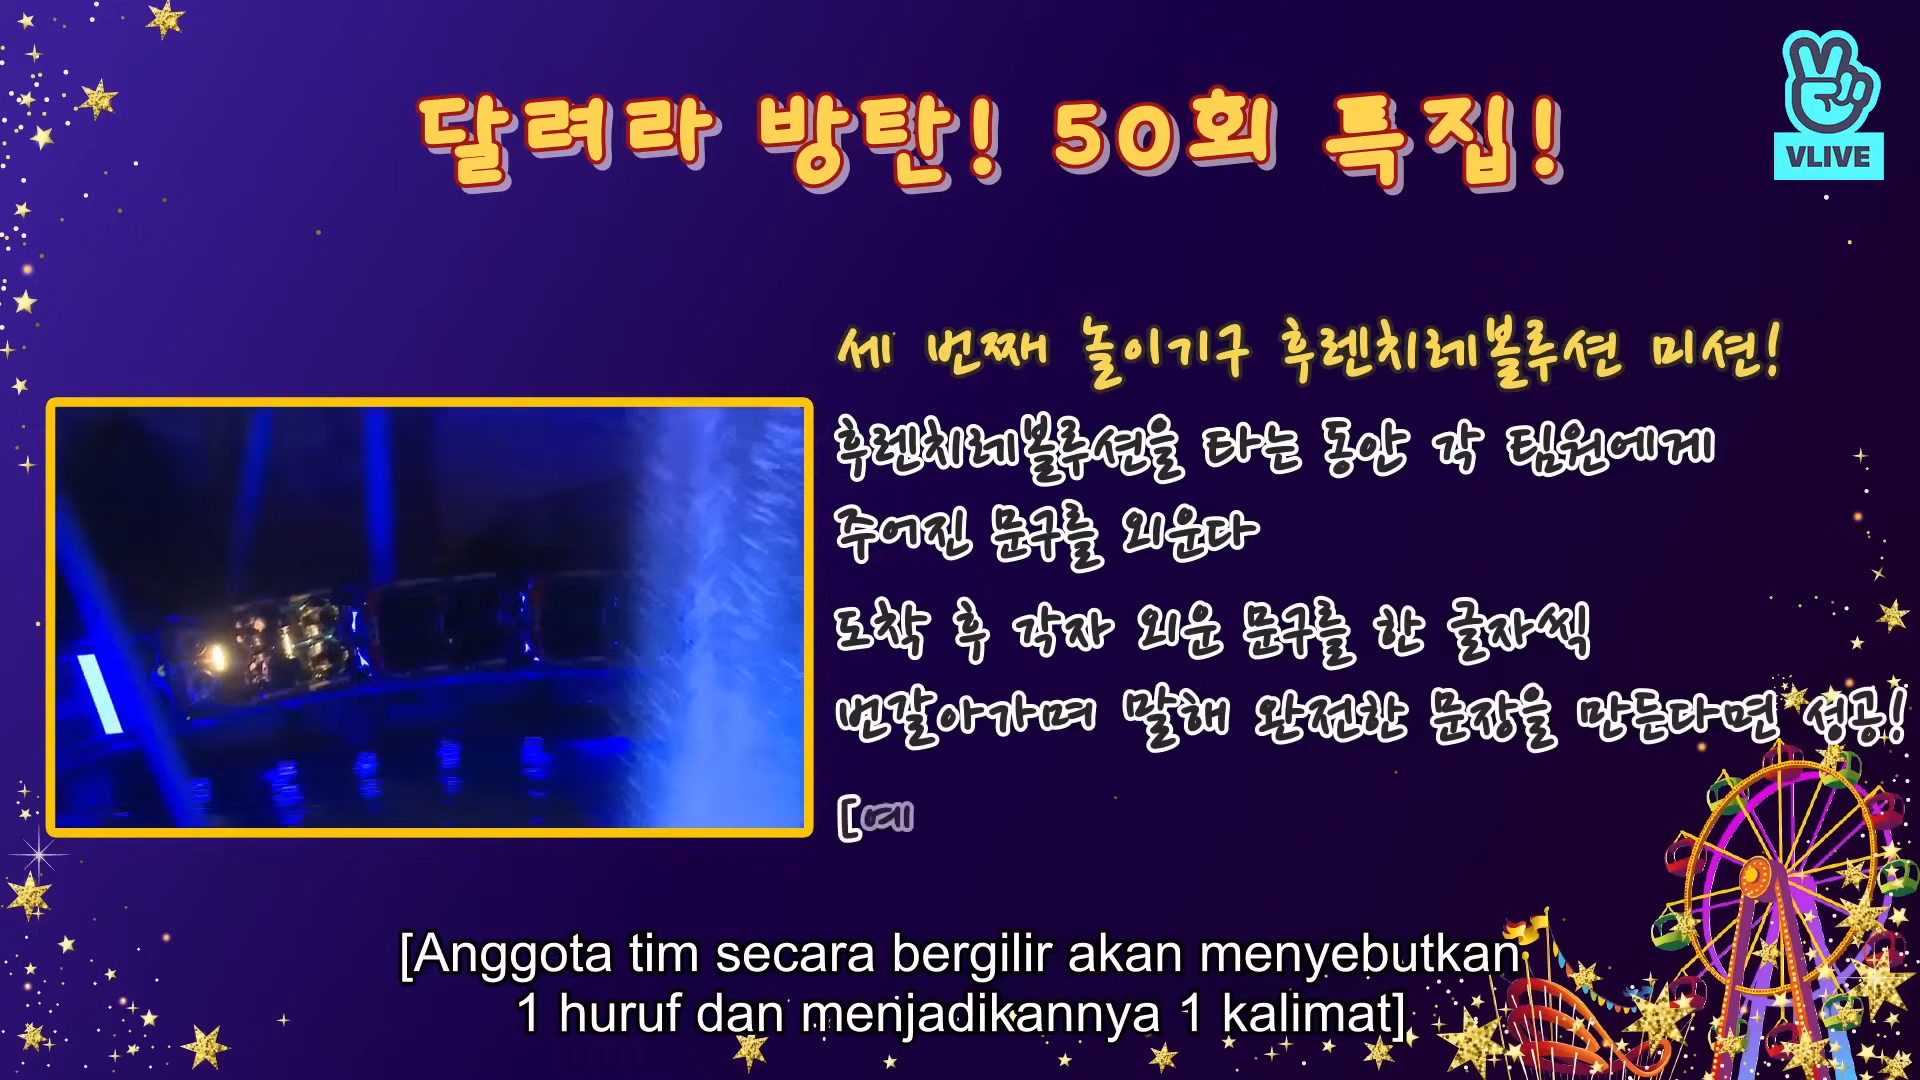 달려라 방탄! 50회 특집!
VLIVE
세 번째 놀이기구 후렌치레볼루션 미션!
후렌치레볼루션을 타는 동안 각 팀원에게
주어진 문구를 외운다
도착 후 각자 외운 문구를 한 글자씩
번갈아가며 말해 완전한 문장을 만든다면 성공!
[예
[Anggota tim secara bergilir akan menyebutkan
1 huruf dan menjadikannya 1 kalimat]